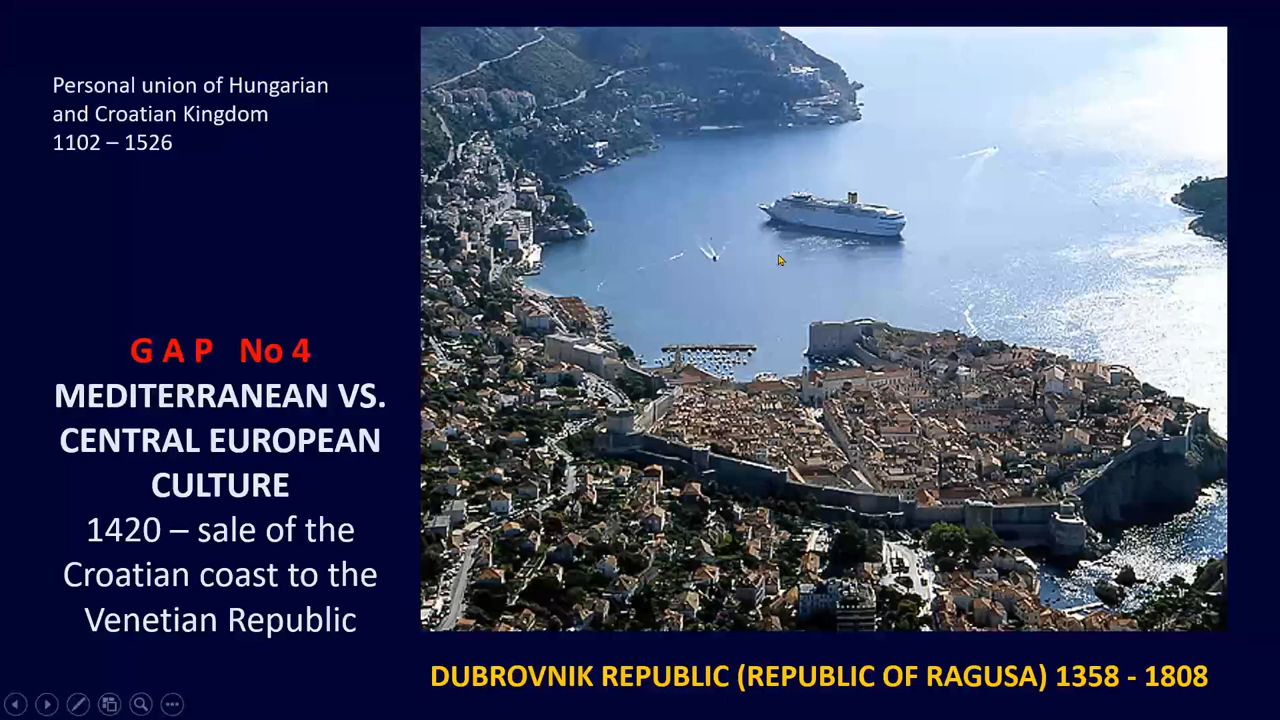 Personal union of Hungarian
and Croatian Kingdom
1102 – 1526
GAP No 4
MEDITERRANEAN VS.
CENTRAL EUROPEAN
CULTURE
1420 – sale of the
Croatian coast to the
Venetian Republic
DUBROVNIK REPUBLIC (REPUBLIC OF RAGUSA) 1358 - 1808